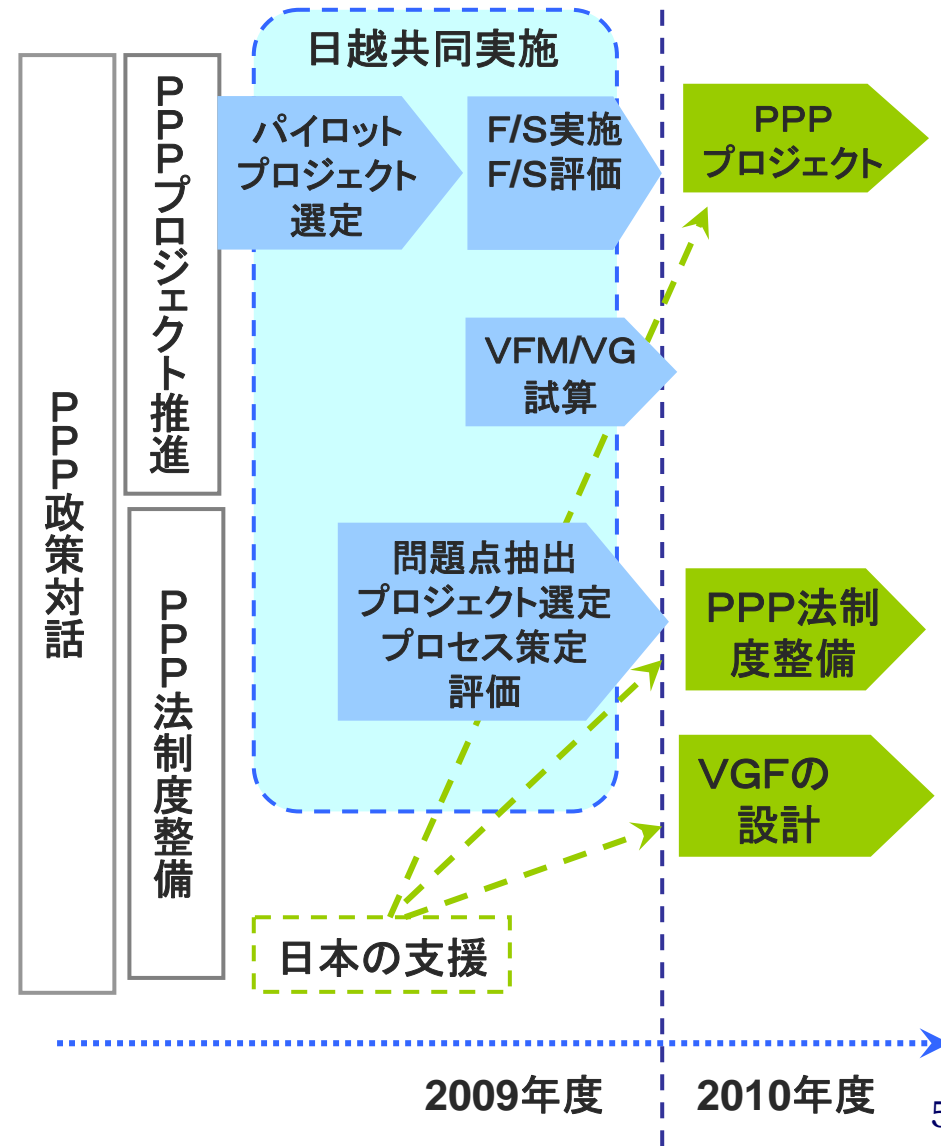 日越共同実施
PPP政策対話
PPPプロジェクト推進
パイロット
プロジェクト
選定
F/S実施
F/S評価
PPP
プロジェクト
VFM/VG
試算
PPP法制度整備
問題点抽出
プロジェクト選定
プロセス策定
評価
PPP法制
度整備
VGFの
設計
日本の支援
2009年度
2010年度
5